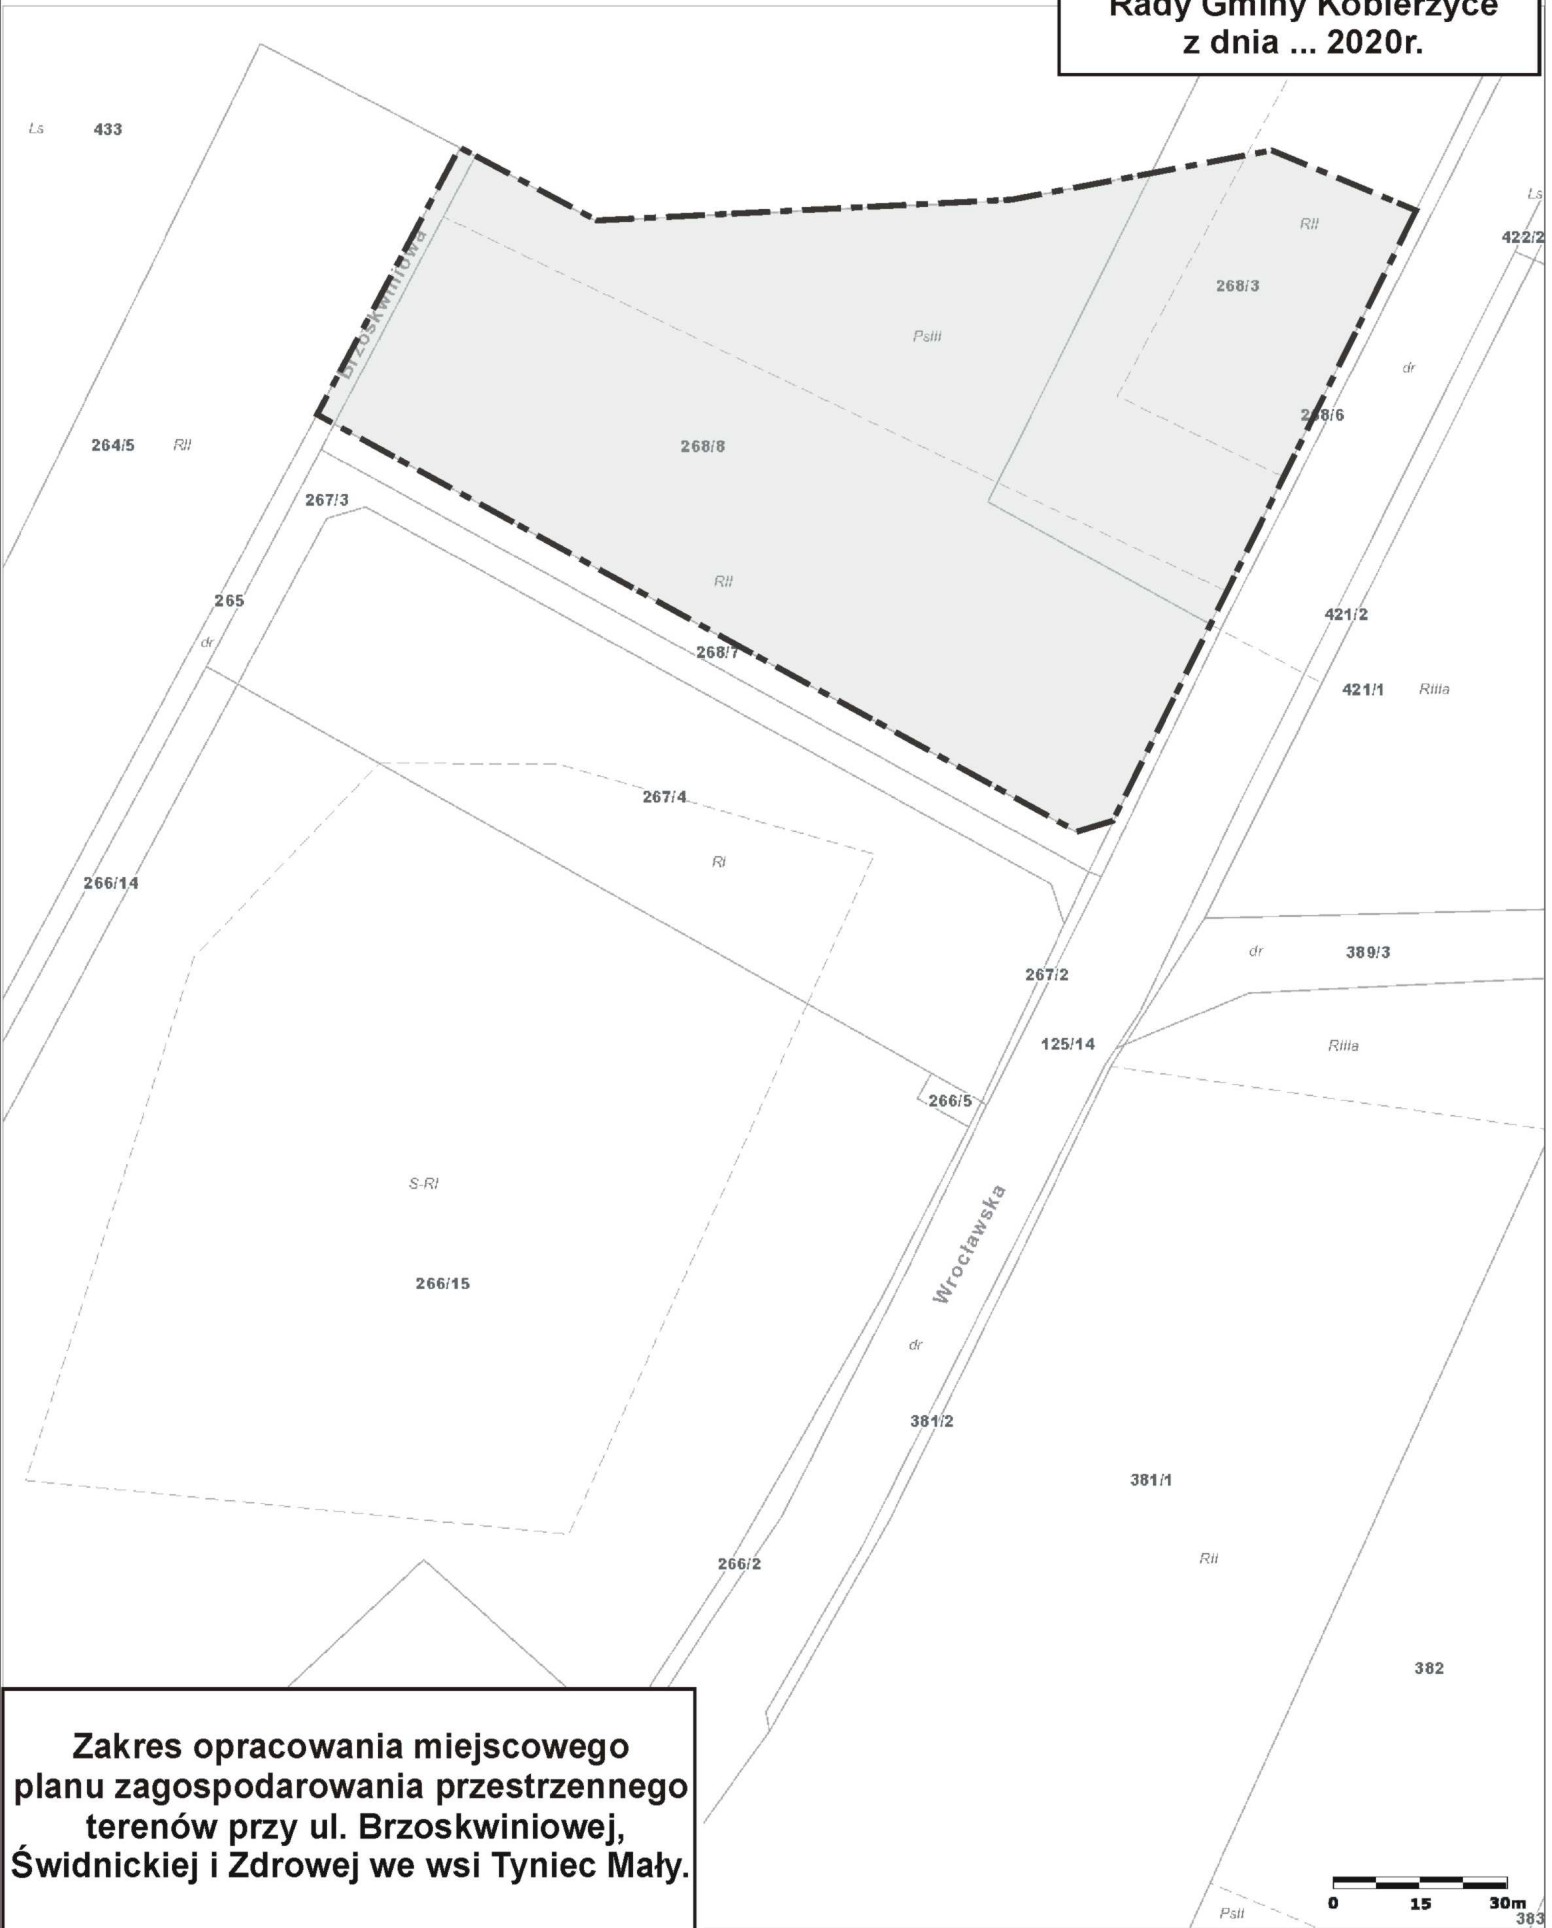 Rady Gminy Kobierzyce
z dnia ... 2020r.
Ls 433
Ls
422/2
RII
268/3
Brzoskwiniowa
PsIII
dr
268/6
264/5 RII
268/8
267/3
RII
265
421/2
dr
268/7
421/1 RIIIa
267/4
RI
266/14
dr 389/3
267/2
125/14
RIIIa
266/5
S-RI
Wrocławska
266/15
dr
381/2
381/1
RII
266/2
382
Zakres opracowania miejscowego
planu zagospodarowania przestrzennego
terenów przy ul. Brzoskwiniowej,
Świdnickiej i Zdrowej we wsi Tyniec Mały.
0 15 30m
PsII
383